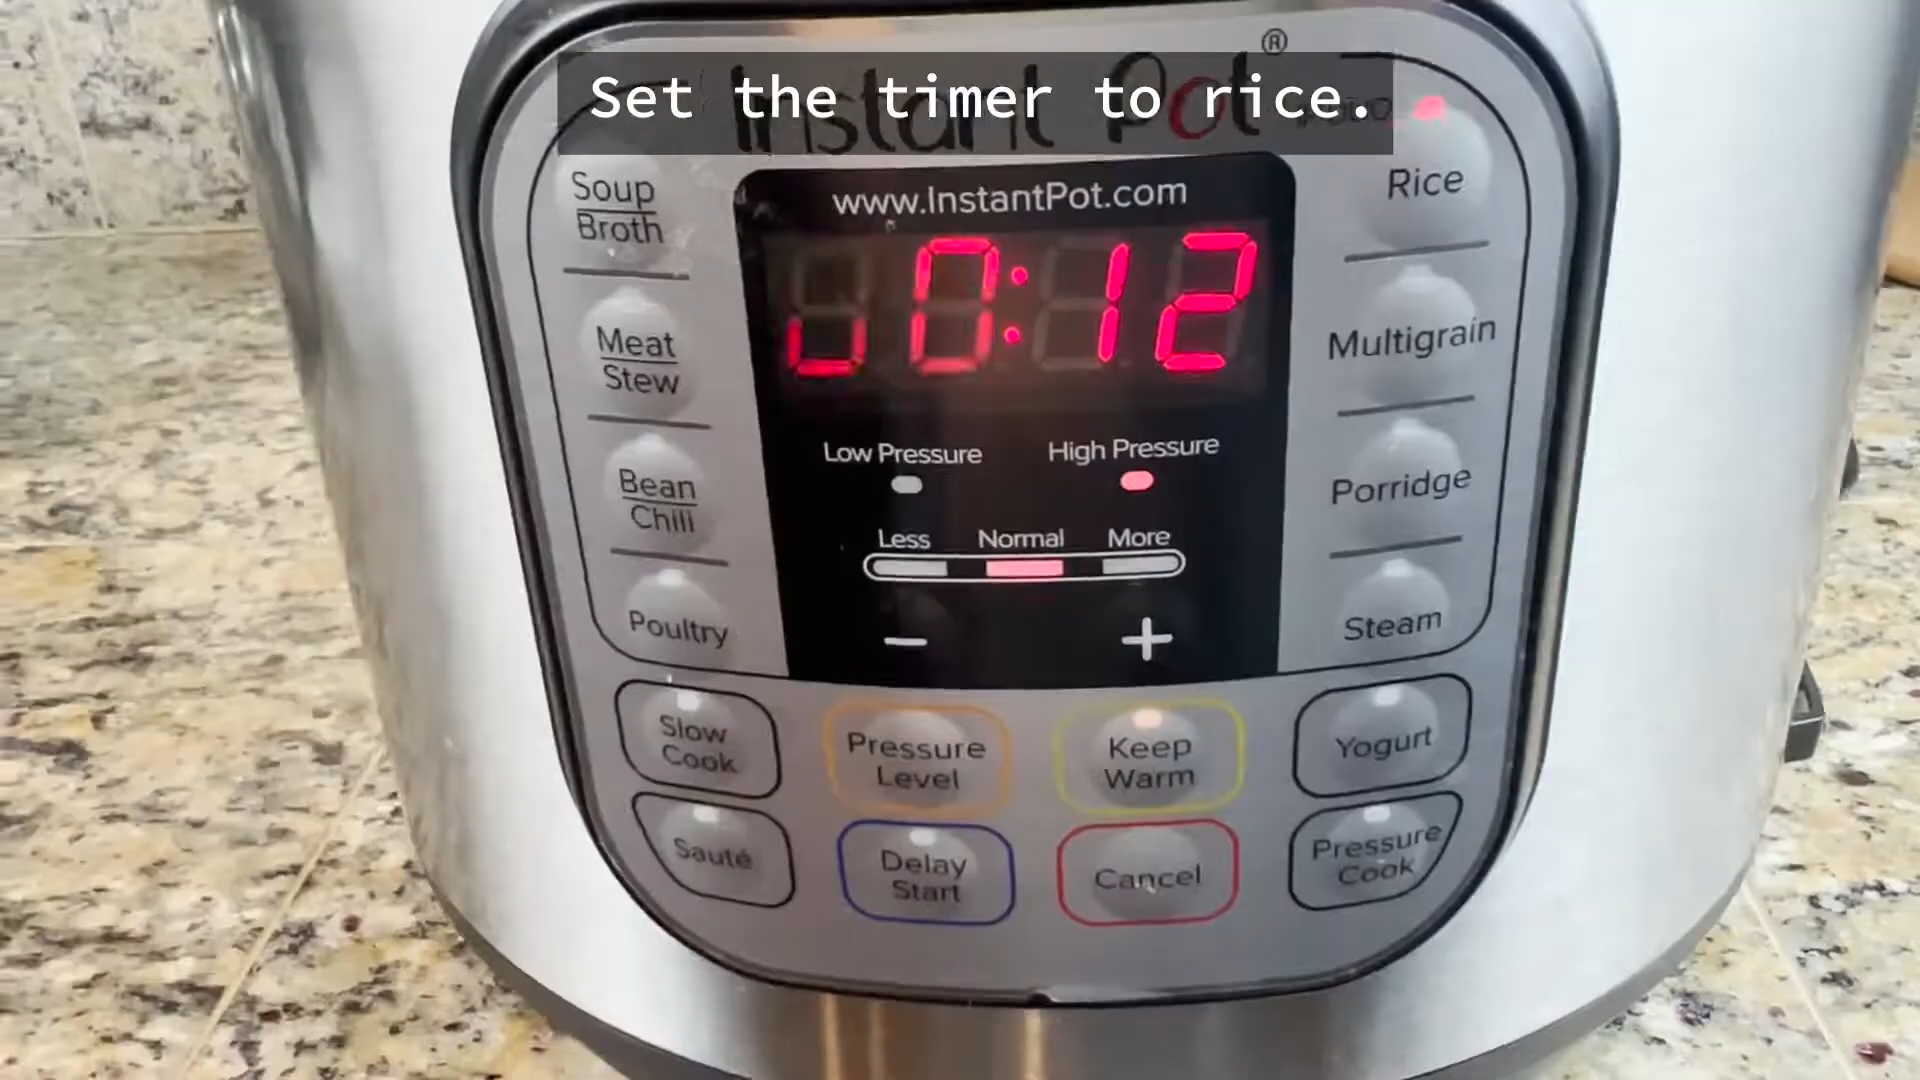 Set the timer to rice.
Instant Pot®
www.InstantPot.com
0:12
Low Pressure
High Pressure
Less
Normal
More
− +
Soup
Broth
Meat
Stew
Bean
Chili
Poultry
Rice
Multigrain
Porridge
Steam
Slow
Cook
Pressure
Level
Keep
Warm
Yogurt
Sauté
Delay
Start
Cancel
Pressure
Cook